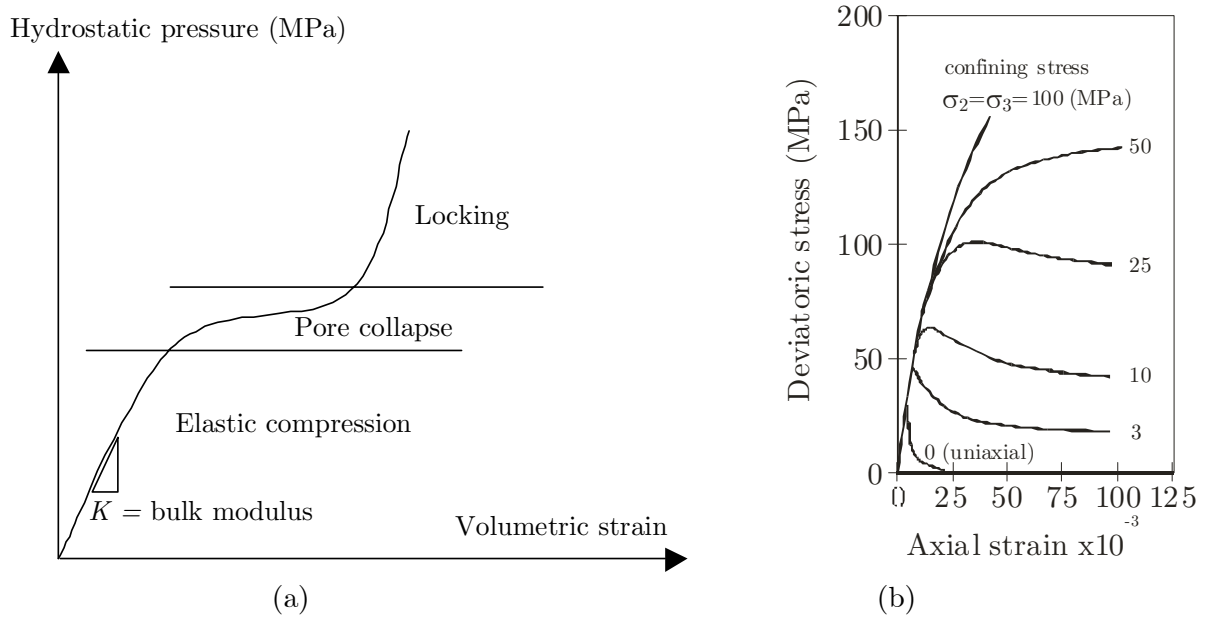 Hydrostatic pressure (MPa)
Locking
Pore collapse
Elastic compression
K = bulk modulus
Volumetric strain
(a)
200
150
100
50
0
Deviatoric stress (MPa)
confining stress
σ2=σ3=100 (MPa)
50
25
10
3
0 (uniaxial)
0 25 50 75 100 125
Axial strain x10-3
(b)